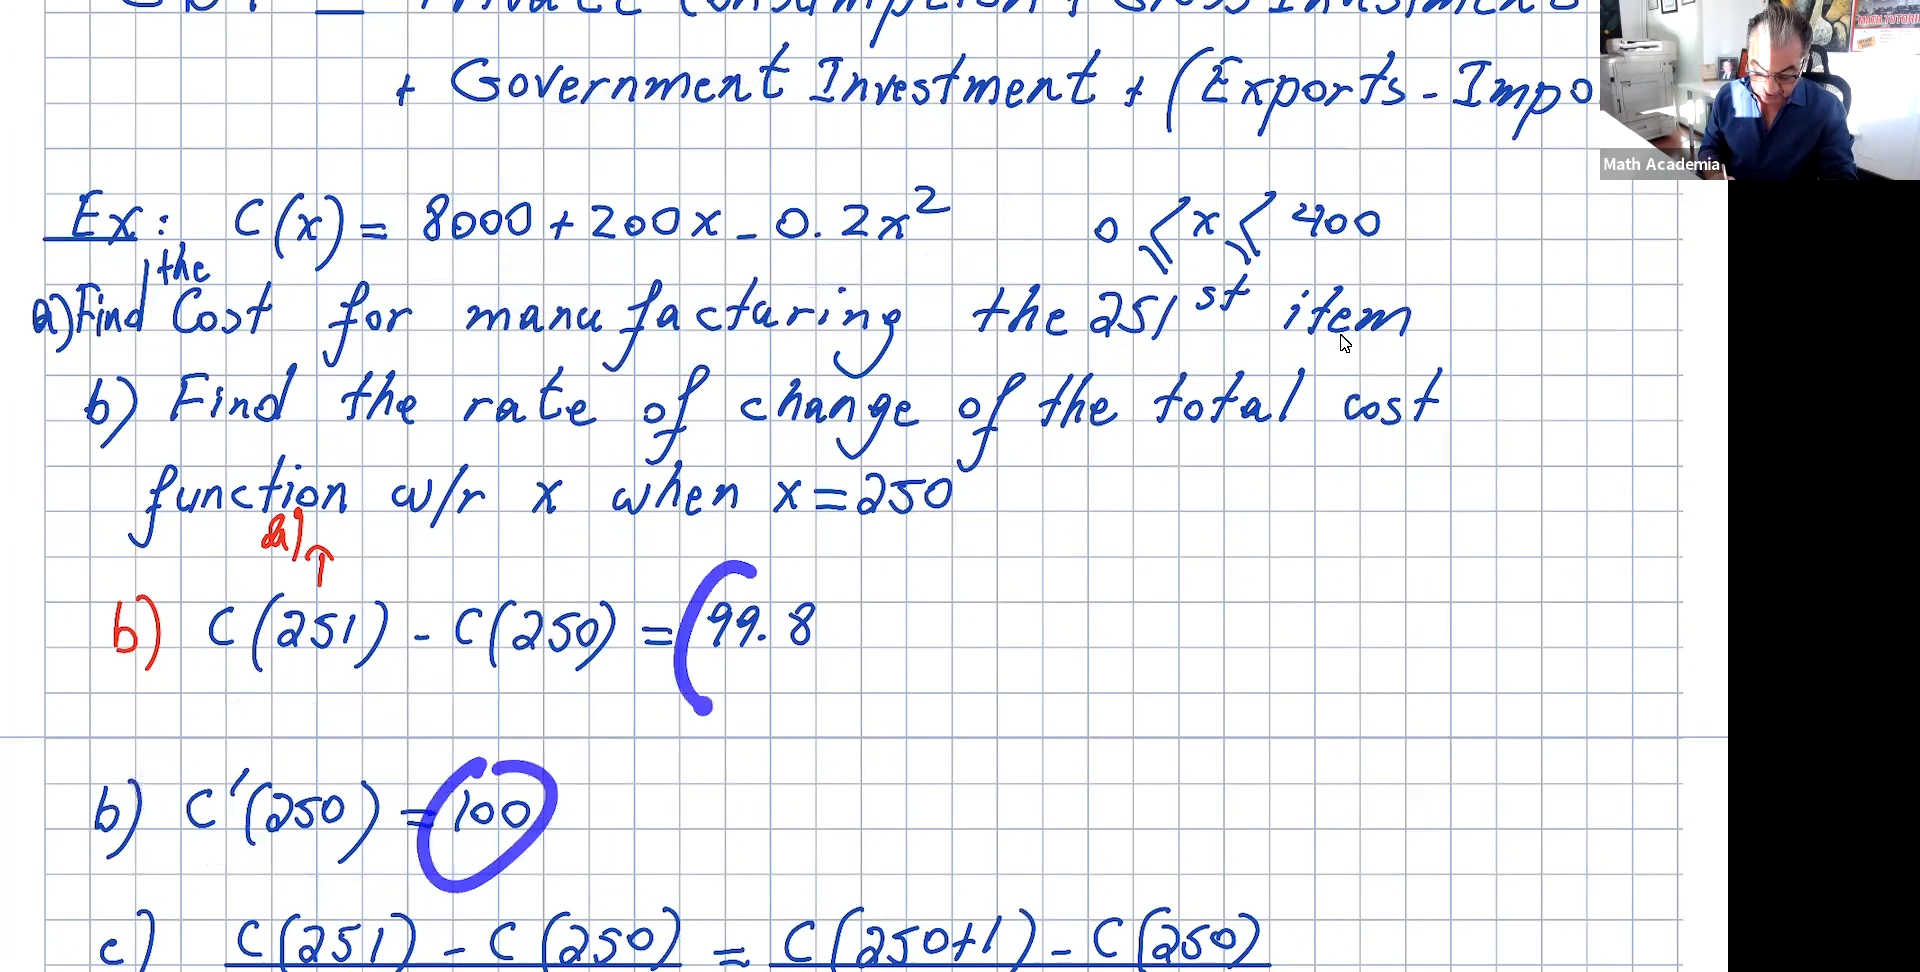 + Government Investment + (Exports - Impo
MATH TUTORI
Math Academia
Ex: C(x) = 8000 + 200x - 0.2x² 0 ≤ x ≤ 400
a) Find the Cost for manufacturing the 251st item
b) Find the rate of change of the total cost
function w/r x when x = 250
a) ↑
b) C(251) - C(250) = 99.8
b) C'(250) = 100
c) C(251) - C(250) = C(250+1) - C(250)